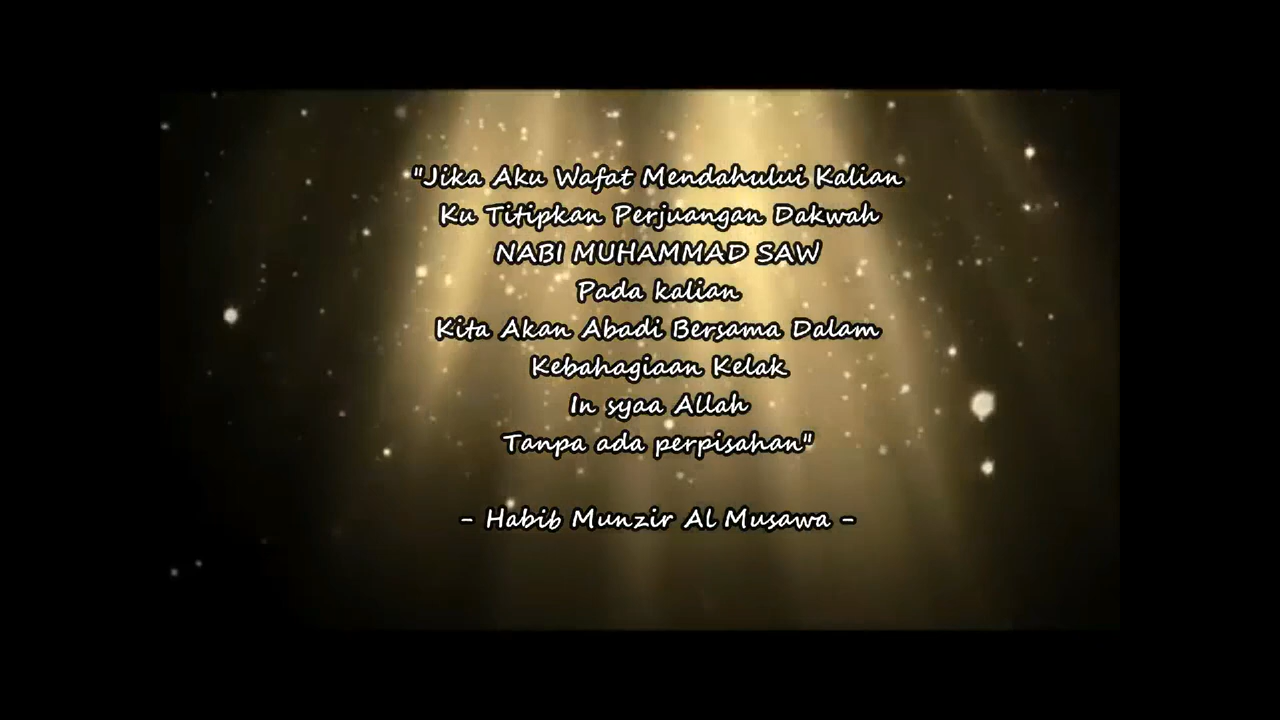 "Jika Aku Wafat Mendahului Kalian
Ku Titipkan Perjuangan Dakwah
NABI MUHAMMAD SAW
Pada kalian
Kita Akan Abadi Bersama Dalam
Kebahagiaan Kelak
In syaa Allah
Tanpa ada perpisahan"
- Habib Munzir Al Musawa -